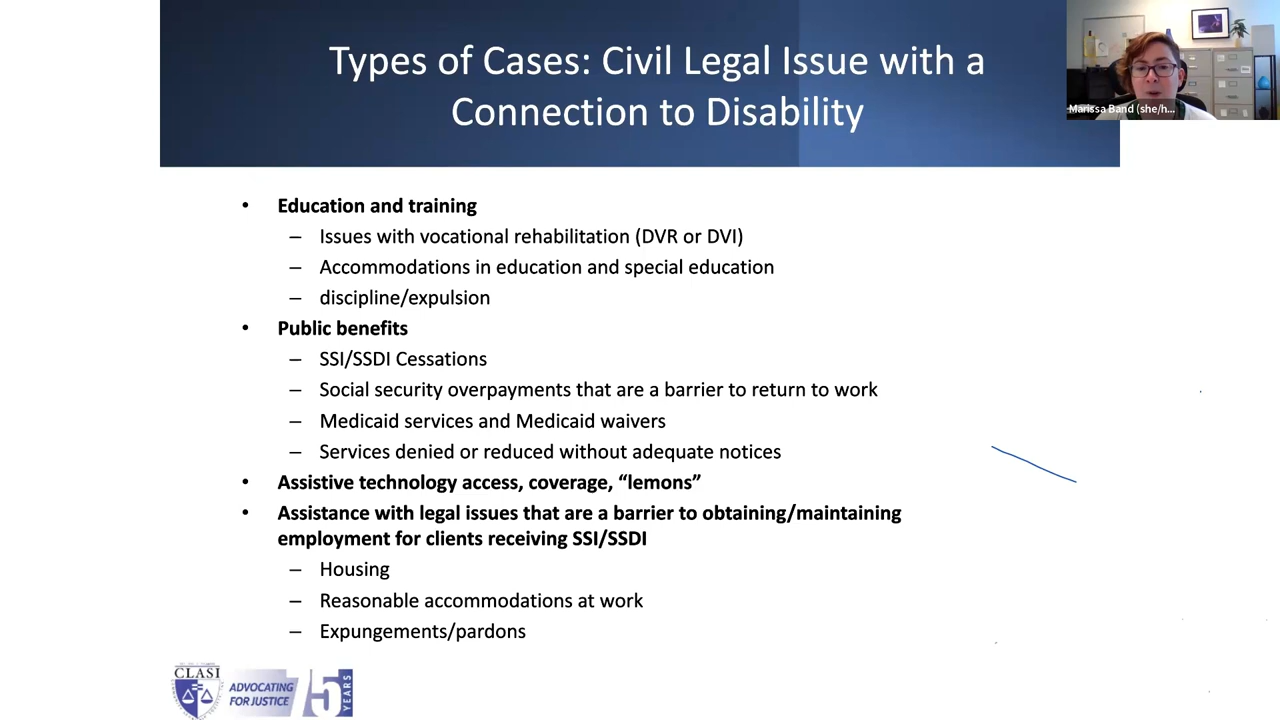 Types of Cases: Civil Legal Issue with a
Connection to Disability
Marissa Band (she/h...
• Education and training
– Issues with vocational rehabilitation (DVR or DVI)
– Accommodations in education and special education
– discipline/expulsion
• Public benefits
– SSI/SSDI Cessations
– Social security overpayments that are a barrier to return to work
– Medicaid services and Medicaid waivers
– Services denied or reduced without adequate notices
• Assistive technology access, coverage, “lemons”
• Assistance with legal issues that are a barrier to obtaining/maintaining
employment for clients receiving SSI/SSDI
– Housing
– Reasonable accommodations at work
– Expungements/pardons
CLASI
ADVOCATING
FOR JUSTICE
75
YEARS